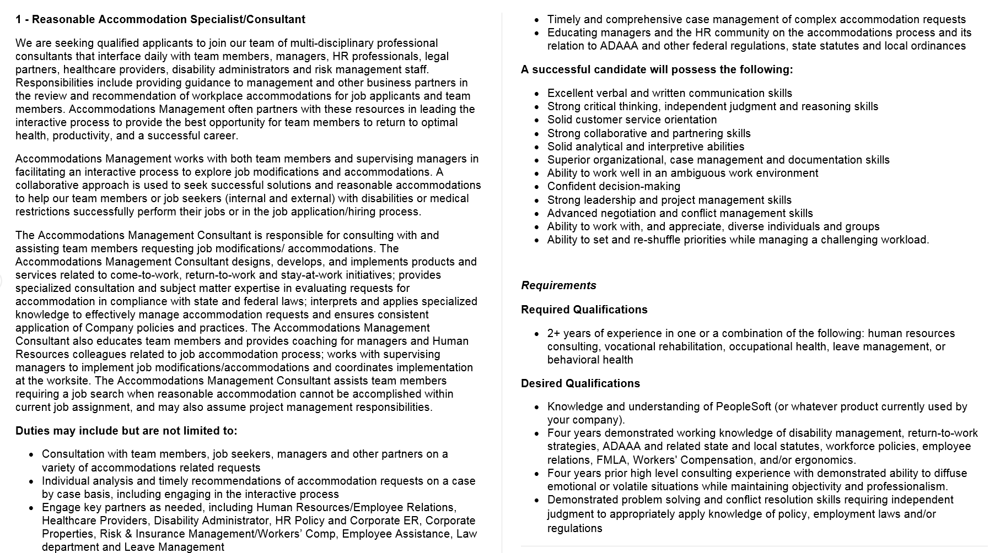 1 - Reasonable Accommodation Specialist/Consultant
We are seeking qualified applicants to join our team of multi-disciplinary professional
consultants that interface daily with team members, managers, HR professionals, legal
partners, healthcare providers, disability administrators and risk management staff.
Responsibilities include providing guidance to management and other business partners in
the review and recommendation of workplace accommodations for job applicants and team
members. Accommodations Management often partners with these resources in leading the
interactive process to provide the best opportunity for team members to return to optimal
health, productivity, and a successful career.
Accommodations Management works with both team members and supervising managers in
facilitating an interactive process to explore job modifications and accommodations. A
collaborative approach is used to seek successful solutions and reasonable accommodations
to help our team members or job seekers (internal and external) with disabilities or medical
restrictions successfully perform their jobs or in the job application/hiring process.
The Accommodations Management Consultant is responsible for consulting with and
assisting team members requesting job modifications/ accommodations. The
Accommodations Management Consultant designs, develops, and implements products and
services related to come-to-work, return-to-work and stay-at-work initiatives; provides
specialized consultation and subject matter expertise in evaluating requests for
accommodation in compliance with state and federal laws; interprets and applies specialized
knowledge to effectively manage accommodation requests and ensures consistent
application of Company policies and practices. The Accommodations Management
Consultant also educates team members and provides coaching for managers and Human
Resources colleagues related to job accommodation process; works with supervising
managers to implement job modifications/accommodations and coordinates implementation
at the worksite. The Accommodations Management Consultant assists team members
requiring a job search when reasonable accommodation cannot be accomplished within
current job assignment, and may also assume project management responsibilities.
Duties may include but are not limited to:
• Consultation with team members, job seekers, managers and other partners on a
variety of accommodations related requests
• Individual analysis and timely recommendations of accommodation requests on a case
by case basis, including engaging in the interactive process
• Engage key partners as needed, including Human Resources/Employee Relations,
Healthcare Providers, Disability Administrator, HR Policy and Corporate ER, Corporate
Properties, Risk & Insurance Management/Workers’ Comp, Employee Assistance, Law
department and Leave Management
• Timely and comprehensive case management of complex accommodation requests
• Educating managers and the HR community on the accommodations process and its
relation to ADAAA and other federal regulations, state statutes and local ordinances
A successful candidate will possess the following:
• Excellent verbal and written communication skills
• Strong critical thinking, independent judgment and reasoning skills
• Solid customer service orientation
• Strong collaborative and partnering skills
• Solid analytical and interpretive abilities
• Superior organizational, case management and documentation skills
• Ability to work well in an ambiguous work environment
• Confident decision-making
• Strong leadership and project management skills
• Advanced negotiation and conflict management skills
• Ability to work with, and appreciate, diverse individuals and groups
• Ability to set and re-shuffle priorities while managing a challenging workload.
Requirements
Required Qualifications
• 2+ years of experience in one or a combination of the following: human resources
consulting, vocational rehabilitation, occupational health, leave management, or
behavioral health
Desired Qualifications
• Knowledge and understanding of PeopleSoft (or whatever product currently used by
your company).
• Four years demonstrated working knowledge of disability management, return-to-work
strategies, ADAAA and related state and local statutes, workforce policies, employee
relations, FMLA, Workers' Compensation, and/or ergonomics.
• Four years prior high level consulting experience with demonstrated ability to diffuse
emotional or volatile situations while maintaining objectivity and professionalism.
• Demonstrated problem solving and conflict resolution skills requiring independent
judgment to appropriately apply knowledge of policy, employment laws and/or
regulations